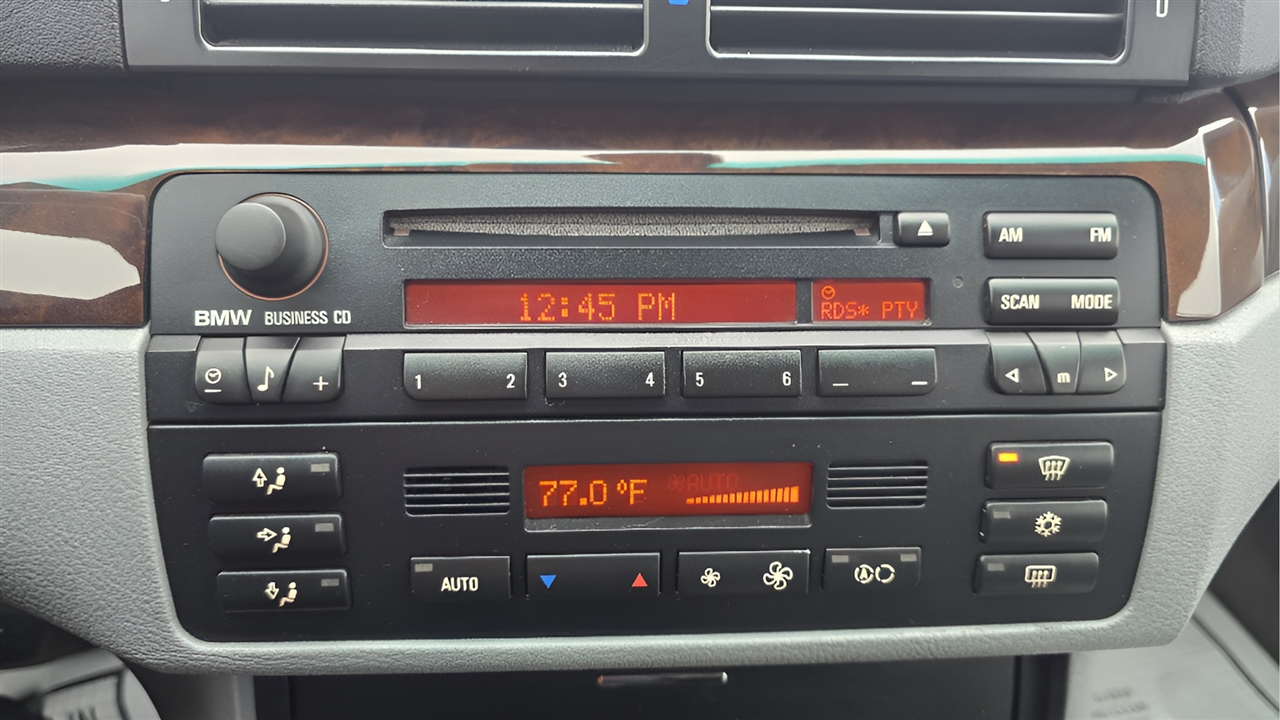 AM FM
12:45 PM
RDS* PTY
SCAN MODE
BMW BUSINESS CD
1 2 3 4 5 6
m
77.0 °F
AUTO
AUTO
A